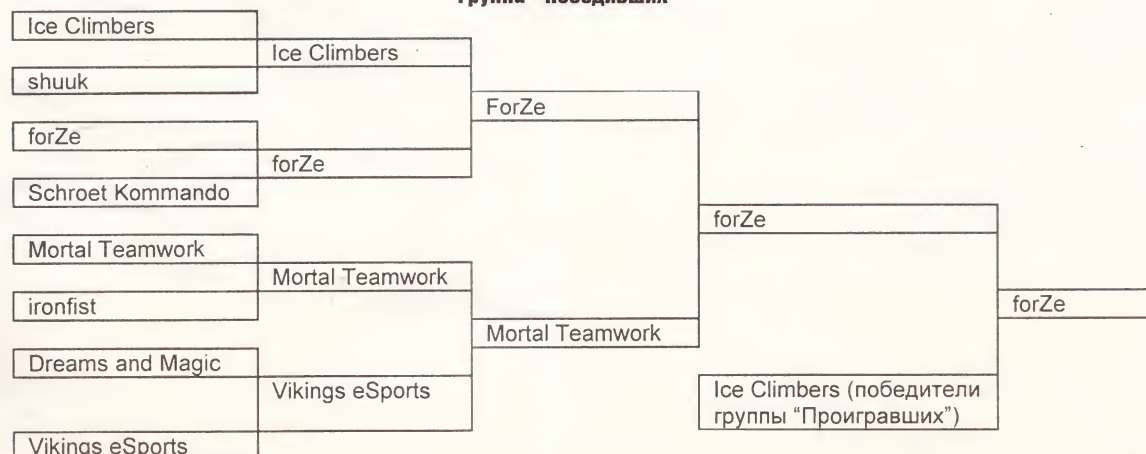 Ice Climbers
Ice Climbers
shuuk
ForZe
forZe
forZe
Schroet Kommando
forZe
Mortal Teamwork
Mortal Teamwork
ironfist
forZe
Mortal Teamwork
Dreams and Magic
Vikings eSports
Ice Climbers (победители
группы “Проигравших”)
Vikings eSports